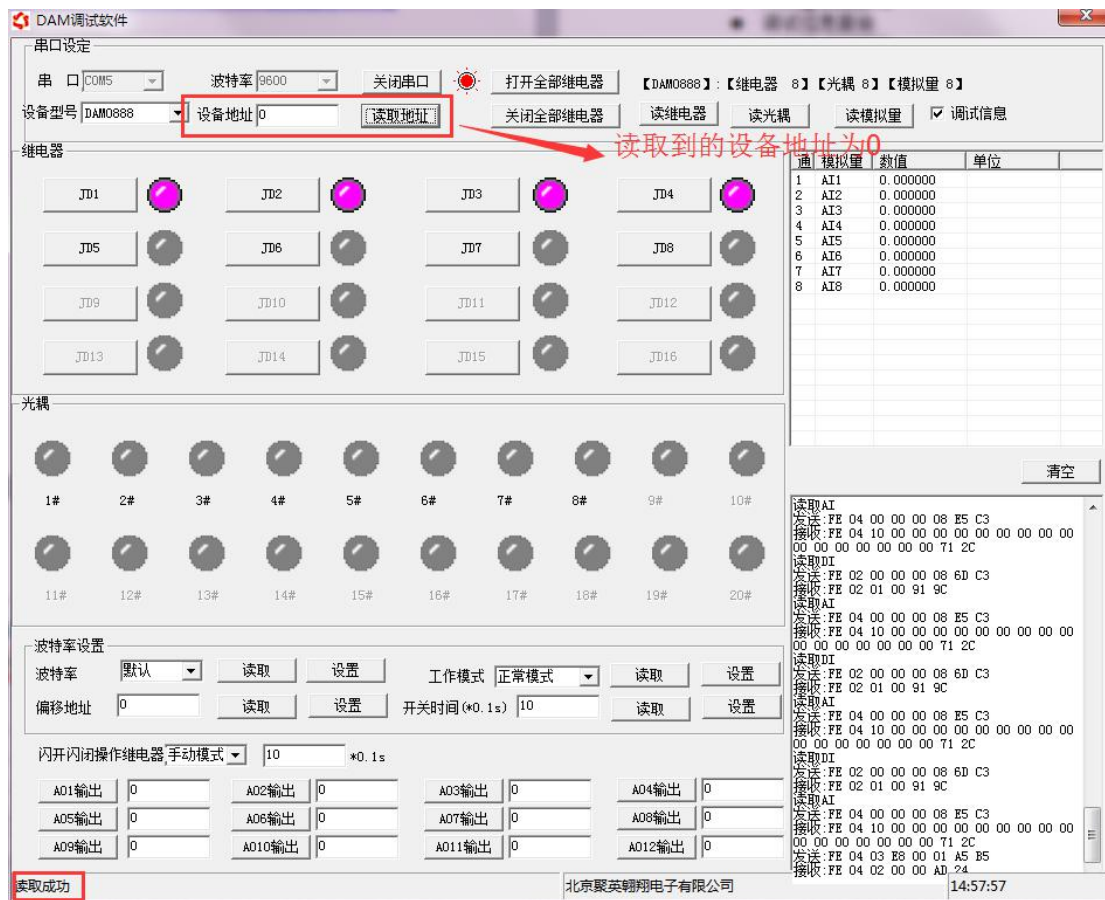 DAM调试软件
串口设定
串 口 COM5 波特率 9600 关闭串口 打开全部继电器 【DAM0888】:【继电器 8】【光耦 8】【模拟量 8】
设备型号 DAM0888 设备地址 0 读取地址 关闭全部继电器 读继电器 读光耦 读模拟量 调试信息
读取到的设备地址为0
继电器
JD1 JD2 JD3 JD4
JD5 JD6 JD7 JD8
JD9 JD10 JD11 JD12
JD13 JD14 JD15 JD16
通 模拟量 数值 单位
1 AI1 0.000000
2 AI2 0.000000
3 AI3 0.000000
4 AI4 0.000000
5 AI5 0.000000
6 AI6 0.000000
7 AI7 0.000000
8 AI8 0.000000
光耦
1# 2# 3# 4# 5# 6# 7# 8# 9# 10#
11# 12# 13# 14# 15# 16# 17# 18# 19# 20#
清空
读取AI
发送:FE 04 00 00 00 08 E5 C3
接收:FE 04 10 00 00 00 00 00 00 00 00 00 00
00 00 00 00 00 00 00 71 2C
读取DI
发送:FE 02 00 00 00 08 6D C3
接收:FE 02 01 00 91 9C
读取AI
发送:FE 04 00 00 00 08 E5 C3
接收:FE 04 10 00 00 00 00 00 00 00 00 00 00
00 00 00 00 00 00 00 71 2C
读取DI
发送:FE 02 00 00 00 08 6D C3
接收:FE 02 01 00 91 9C
读取AI
发送:FE 04 00 00 00 08 E5 C3
接收:FE 04 10 00 00 00 00 00 00 00 00 00 00
00 00 00 00 00 00 00 71 2C
读取DI
发送:FE 02 00 00 00 08 6D C3
接收:FE 02 01 00 91 9C
读取AI
发送:FE 04 00 00 00 08 E5 C3
接收:FE 04 10 00 00 00 00 00 00 00 00 00 00
00 00 00 00 00 00 00 71 2C
发送:FE 04 03 E8 00 01 A5 B5
接收:FE 04 02 00 00 AD 24
波特率设置
波特率 默认 读取 设置 工作模式 正常模式 读取 设置
偏移地址 0 读取 设置 开关时间(*0.1s) 10 读取 设置
闪开闪闭操作继电器 手动模式 10 *0.1s
AO1输出 0 AO2输出 0 AO3输出 0 AO4输出 0
AO5输出 0 AO6输出 0 AO7输出 0 AO8输出 0
AO9输出 0 AO10输出 0 AO11输出 0 AO12输出 0
读取成功 北京聚英翱翔电子有限公司 14:57:57